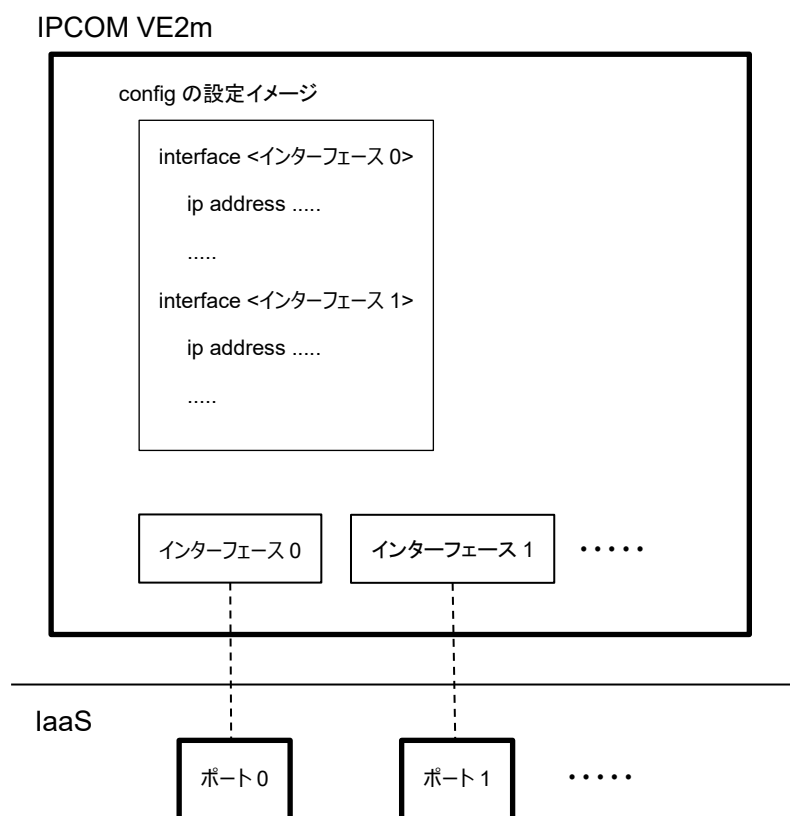 IPCOM VE2m
config の設定イメージ
interface <インターフェース 0>
ip address .....
.....
interface <インターフェース 1>
ip address .....
.....
インターフェース 0
インターフェース 1
・・・・・
IaaS
ポート 0
ポート 1
・・・・・